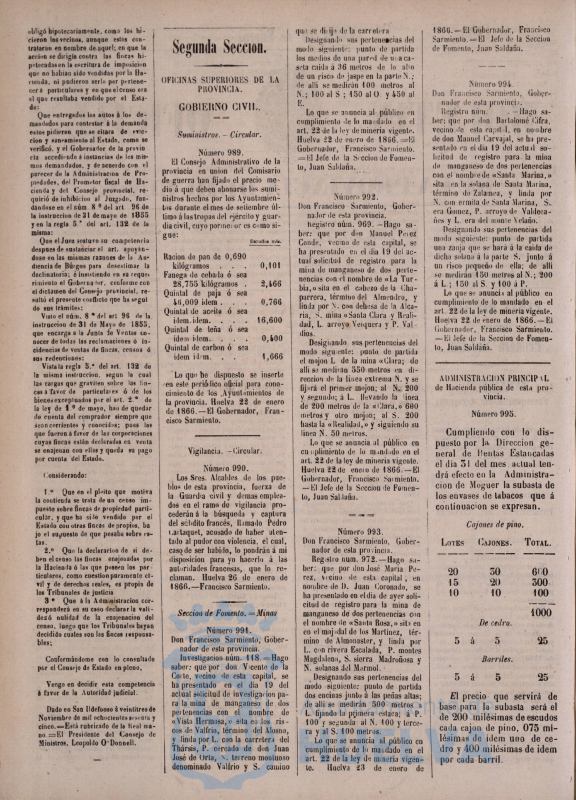 obligó hipotecariamente, como los hi-
cieron los vecinos, aunque estos con-
trataron en nombre de aquel; en que la
accion se dirigia contra las fincas hi-
potecadas en la escritura de imposicion
que no habian sido vendidas por la Ha-
cienda, ni pudieron serlo por pertene-
cer á particulares y en que el censo era
el que resultaba vendido por el Esta-
do:
Que entregados los autos á los de-
mandados para contestar á la demanda
estos pidieron que se citara de evic-
cion y saneamiento al Estado, como se
verificó, y el Gobernador de la provin-
cia accediendo á instancias de los mis-
mos demandados, y de acuerdo con el
parecer de la Administracion de Pro-
piedades, del Promotor fiscal de Ha-
cienda y del Consejo provincial, re-
quirió de inhibicion al Juzgado, fun-
dándose en el núm. 8º del art. 96 de
la instruccion de 31 de mayo de 1855
y en la regla 5.ª del art. 132 de la
misma:
Que el Juez sostuvo su competencia
despues de sustanciar el art. apoyán-
dose en las mismas razones de la Au-
diencia de Búrgos para desestimar la
declinatoria; é insistiendo en su reque-
rimiento el Gobernador, conforme con
el dictámen del Consejo provincial, re-
sultó el presente conflicto que ha segui-
do sus trámites:
Visto el núm. 8º del art. 96 de la
instruccion de 31 de Mayo de 1855,
que encarga á la Junta de Ventas co-
nocer de todas las reclamaciones ó in-
cidencias de ventas de fincas, censos ó
sus redenciones:
Vista la regla 5.ª del art. 132 de
la misma instruccion, segun la cual
las cargas que graviten sobre las fin-
cas á favor de particulares ó de los
bienes exceptuados por el art. 2.º de
la ley de 1.º de mayo, han de quedar
de cuenta del comprador siempre que
sean corrientes y conocidas; pues las
que fueren á favor de las corporaciones
cuyas fincas estén declaradas en venta
se enajenan con ellas y queda su pago
por cuenta del Estado.
Considerando:
1.º Que en el pleito que motiva
la contienda se trata de un censo im-
puesto sobre fincas de propiedad parti-
cular, y que ha sido vendido por el
Estado con otras fincas de propios, ba-
jo el supuesto de que pesaba sobre es-
tas.
2.º Que la declaracion de si de-
ben el censo las fincas enajenadas por
la Hacienda ó las que poseen los par-
ticulares, como cuestion puramente ci-
vil y de derechos reales, es propia de
los Tribunales de justicia
3.º Que á la Administracion cor-
responderá en su caso declarar la vali-
dez ó nulidad de la enagenacion del
censo, luego que los Tribunales hayan
decidido cuales son las fincas responsa-
bles;
Conformándome con lo consultado
por el Consejo de Estado en pleno,
Vengo en decidir esta competencia
á favor de la Autoridad judicial.
Dado en San Ildefonso á veintitres de
Noviembre de mil ochocientos sesenta y
cinco.—Está rubricado de la Real ma-
no.—El Presidente del Consejo de
Ministros, Leopoldo O'Donnell.
Segunda Seccion.
OFICINAS SUPERIORES DE LA
PROVINCIA.
GOBIERNO CIVIL.
Suministros.—Circular.
Número 989.
El Consejo Administrativo de la
provincia en union del Comisario
de guerra han fijado el precio me-
dio á que deben abonarse los sumi-
nistros hechos por los Ayuntamien-
tos durante el mes de setiembre úl-
timo á las tropas del ejército y guar-
dia civil, cuyo pormenor es como si-
gue:
Escudos mils.
Racion de pan de 0,690
kilógramos . . . 0,101
Fanega de cebada ó sea
28,755 kilógramos . 2,466
Quintal de paja ó sea
46,009 idem. . . . 0,766
Quintal de aceite ó sea
idem idem. . . . . 16,600
Quintal de leña ó sea
idem idem. . . . . 0,400
Quintal de carbon ó sea
idem idem. . . . . 1,666
Lo que he dispuesto se inserte
en este periódico oficial para cono-
cimiento de los Ayuntamientos de
la provincia. Huelva 22 de enero
de 1866.—El Gobernador, Fran-
cisco Sarmiento.
Vigilancia.—Circular.
Número 990.
Los Sres. Alcaldes de los pue-
blos de esta provincia, fuerza de
la Guardia civil y demas emplea-
dos en el ramo de vigilancia pro-
cederán á la búsqueda y captura
del súbdito francés, llamado Pedro
Lartaquet, acusado de haber aten-
tado al pudor con violencia, el cual,
caso de ser habido, lo pondrán á mi
disposicion para yo hacerlo á las
autoridades francesas, que lo re-
claman. Huelva 26 de enero de
1866.—Francisco Sarmiento.
Seccion de Fomento.—Minas
Número 991.
Don Francisco Sarmiento, Gober-
nador de esta provincia.
Investigacion núm. 118.—Hago
saber: que por don Vicente de la
Corte, vecino de esta capital, se
ha presentado en el dia 19 del
actual solicitud de investigacion pa-
ra la mina de manganeso de dos
pertenencias con el nombre de
«Vista Hermosa,» sita en los ris-
cos de Valfrio, término del Alosno,
y linda por L. con la carretera del
Thársis, P. cercado de don Juan
José de Orta, N. terreno montuoso
denominado Valfrio y S. camino
que se dirije de la carretera
Designando sus pertenencias del
modo siguiente: punto de partida
los medios de una pared de una ca-
seta caida á 36 metros de lo alto
de un risco de jaspe en la parte N.;
de alli se medirán 100 metros al
N.; 100 al S; 150 al O. y 450 al
E.
Lo que se anuncia al público en
cumplimiento de lo mandado en el
art. 22 de la ley de mineria vigente.
Huelva 22 de enero de 1866.—El
Gobernador, Francisco Sarmiento.
—El Jefe de la Seccion de Fomen-
to, Juan Saldaña.
Número 992.
Don Francisco Sarmiento, Gober-
nador de esta provincia.
Registro núm. 969.—Hago sa-
ber: que por don Manuel Perez
Conde, vecino de esta capital, se
ha presentado en el dia 19 del ac-
tual solicitud de registro para la
mina de manganeso de dos per-
tenencias con el nombre de «La Tur-
bia,» sita en el cabezo de la Cha-
parrera, término del Almendro, y
linda por N. con dehesa de la Alca-
ria, S. mina «Santa Clara y Reali-
dad, L. arroyo Veiquera y P. Val-
dios.
Designando sus pertenencias del
modo siguiente: punto de partida
el mojon L. de la mina «Clara; de
alli se medirán 550 metros en di-
reccion de la línea extrema N. y se
fijará el primer mojon; al N. 200
y segundo; á L. llevando la línea
de 200 metros de la «Clara,» 600
metros y otro mojon; al S. 200
hasta la «Realidad,» y siguiendo su
línea N. 50 metros.
Lo que se anuncia al público en
cumplimiento de lo mandado en el
art. 22 de la ley de mineria vigente.
Huelva 22 de enero de 1866.—El
Gobernador, Francisco Sarmiento.
—El Jefe de la Seccion de Fomen-
to, Juan Saldaña.
Número 993.
Don Francisco Sarmiento, Gober-
nador de esta provincia.
Registro núm. 972.—Hago sa-
ber: que por don José Maria Pe-
rez, vecino de esta capital, en
nombre de D. Juan Coronado, se
ha presentado en el dia de ayer soli-
citud de registro para la mina de
manganeso de dos pertenencias con
el nombre de «Santa Rosa,» sita en
en el majodal de los Martinez, tér-
mino de Almonaster, y linda por
L. con rivera Escalada, P. montes
Magdalena, S. sierra Madroñosa y
N. solanas del Marmol.
Designando sus pertenencias del
modo siguiente: punto de partida
dos encinas junto á las peñas altas;
de alli se medirán 500 metros á
L. fijando la primera estaca; á P.
100 y segunda al N. 100 y terce-
ra y al S. 100 metros.
Lo que se anuncia al público en
cumplimiento de lo mandado en el
art. 22 de la ley de mineria vigen-
te. Huelva 23 de enero de
1866.—El Gobernador, Francisco
Sarmiento.—El Jefe de la Seccion
de Fomento, Juan Saldaña.
Número 994.
Don Francisco Sarmiento, Gober-
nador de esta provincia.
Registro núm. —Hago sa-
ber; que por don Bartolomé Cifra,
vecino de esta capital, en nombre
de don Manuel Carvajal, se ha pre-
sentado en el dia 19 del actual so-
licitud de registro para la mina
de manganeso de dos pertenencias
con el nombre de «Santa Marina,»
sita en la solana de Santa Marina,
término de Zalamea, y linda por
N. con ermita de Santa Marina, S.
era Gomez, P. arroyo de Valdeca-
ñes y L. era del monte Veñaño.
Designando sus pertenencias del
modo siguiente: punto de partida
una zanja que se hará á la caida de
dicha solana á la parte S. junto á
un risco pequeño de ella; de alli
se medirán 150 metros al N.; 200
á L.; 150 al S. y 100 á P.
Lo que se anuncia al público en
cumplimiento de lo mandado en el
art. 22 de la ley de mineria vigente.
Huelva 22 de enero de 1866.—El
Gobernador, Francisco Sarmiento.
—El Jefe de la Seccion de Fomen-
to, Juan Saldaña.
ADMINISTRACION PRINCIPAL
de Hacienda pública de esta pro-
vincia.
Número 995.
Cumpliendo con lo dis-
puesto por la Direccion ge-
neral de Rentas Estancadas
el dia 31 del mes actual ten-
drá efecto en la Administra-
cion de Moguer la subasta de
los envases de tabacos que á
continuacion se expresan.
Cajones de pino.
LOTES CAJONES. TOTAL.
20 30 600
15 20 300
10 10 100
1000
De cedro.
5 á 5 25
Barriles.
5 á 5 25
El precio que servirá de
base para la subasta será el
de 200 milésimas de escudos
cada cajon de pino, 075 mi-
lésimas de idem uno de ce-
dro y 400 milésimas de idem
por cada barril.